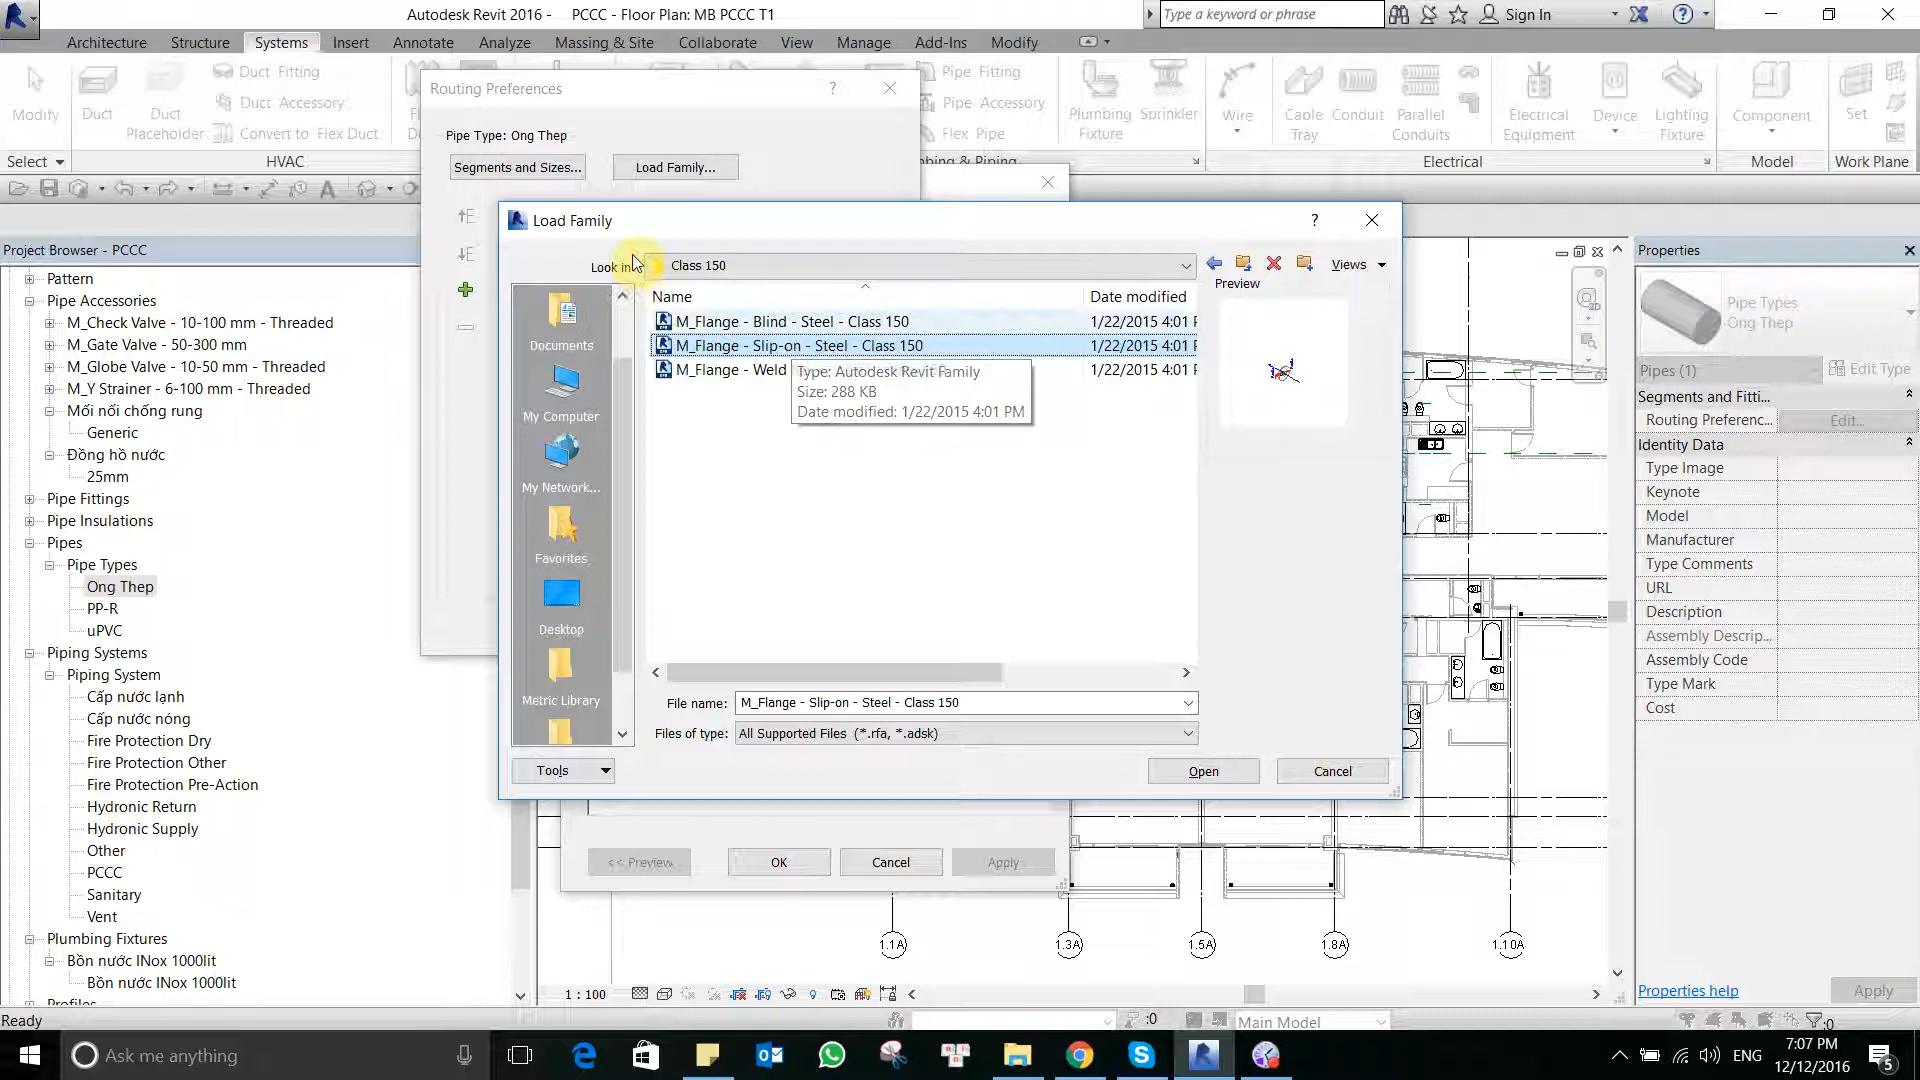 Autodesk Revit 2016 - PCCC - Floor Plan: MB PCCC T1
Type a keyword or phrase
Sign In
Architecture Structure Systems Insert Annotate Analyze Massing & Site Collaborate View Manage Add-Ins Modify
Modify
Duct
Duct Placeholder
Duct Fitting
Duct Accessory
Convert to Flex Duct
Pipe Fitting
Pipe Accessory
Flex Pipe
Plumbing Fixture
Sprinkler
Wire
Cable Tray
Conduit
Parallel Conduits
Electrical Equipment
Device
Lighting Fixture
Component
Set
Select
HVAC
Electrical
Model
Work Plane
Routing Preferences
Pipe Type: Ong Thep
Segments and Sizes...
Load Family...
Load Family
Look in:
Class 150
Views
Preview
Name
Date modified
M_Flange - Blind - Steel - Class 150 1/22/2015 4:01 P
M_Flange - Slip-on - Steel - Class 150 1/22/2015 4:01 P
M_Flange - Weld 1/22/2015 4:01 P
Type: Autodesk Revit Family
Size: 288 KB
Date modified: 1/22/2015 4:01 PM
Documents
My Computer
My Network...
Favorites
Desktop
Metric Library
File name: M_Flange - Slip-on - Steel - Class 150
Files of type: All Supported Files (*.rfa, *.adsk)
Tools
Open
Cancel
<< Preview
OK
Cancel
Apply
Project Browser - PCCC
Pattern
Pipe Accessories
M_Check Valve - 10-100 mm - Threaded
M_Gate Valve - 50-300 mm
M_Globe Valve - 10-50 mm - Threaded
M_Y Strainer - 6-100 mm - Threaded
Mối nối chống rung
Generic
Đồng hồ nước
25mm
Pipe Fittings
Pipe Insulations
Pipes
Pipe Types
Ong Thep
PP-R
uPVC
Piping Systems
Piping System
Cấp nước lạnh
Cấp nước nóng
Fire Protection Dry
Fire Protection Other
Fire Protection Pre-Action
Hydronic Return
Hydronic Supply
Other
PCCC
Sanitary
Vent
Plumbing Fixtures
Bồn nước INox 1000lit
Bồn nước INox 1000lit
Properties
Pipe Types
Ong Thep
Pipes (1)
Edit Type
Segments and Fitti...
Routing Preferenc...
Edit...
Identity Data
Type Image
Keynote
Model
Manufacturer
Type Comments
URL
Description
Assembly Descrip...
Assembly Code
Type Mark
Cost
Properties help
Apply
1.1A
1.3A
1.5A
1.8A
1.10A
1 : 100
Ready
:0
Main Model
:0
Ask me anything
ENG
7:07 PM
12/12/2016
5